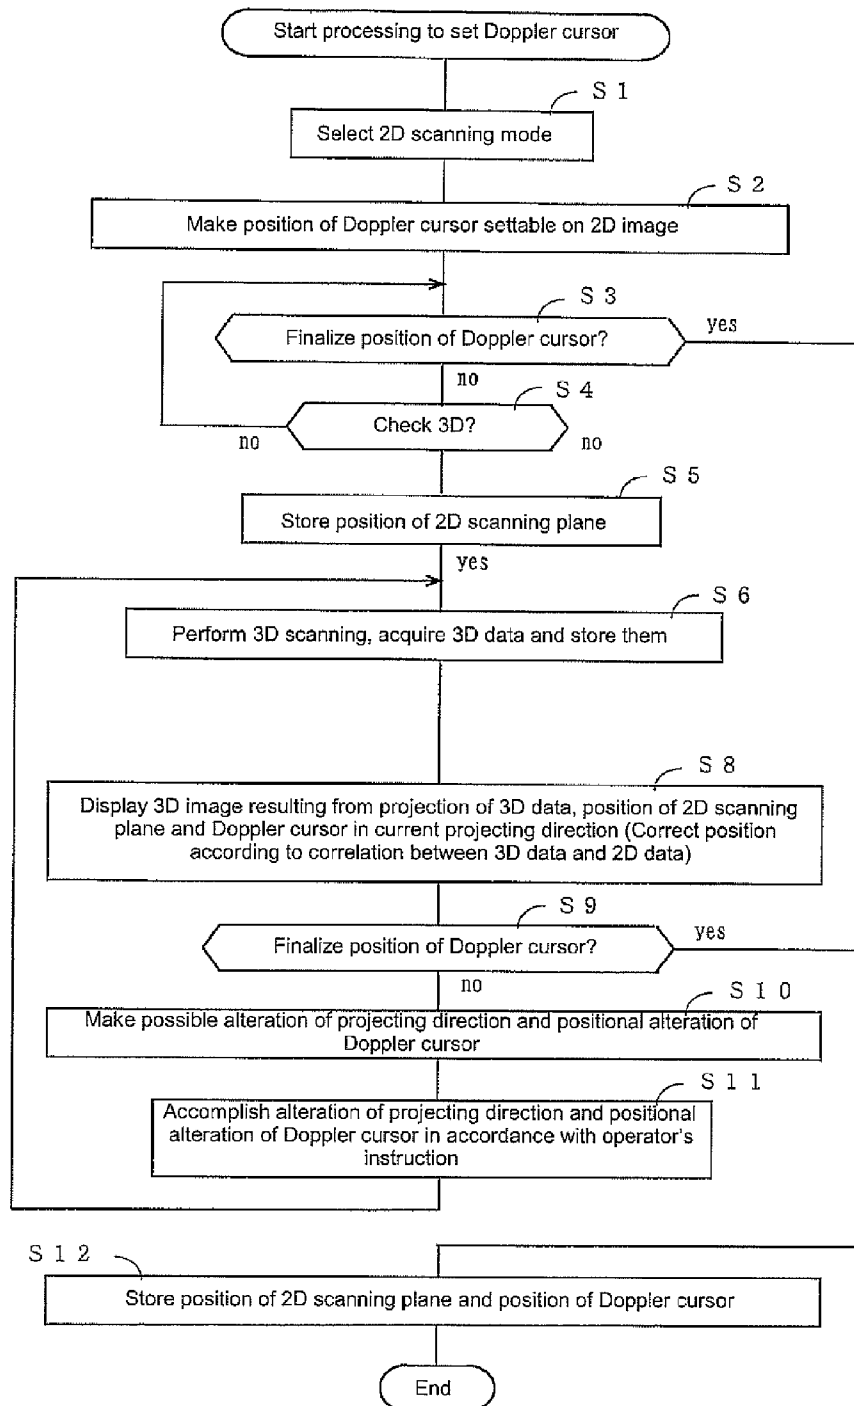 Start processing to set Doppler cursor
S 1
Select 2D scanning mode
S 2
Make position of Doppler cursor settable on 2D image
S 3
Finalize position of Doppler cursor?
yes
no
S 4
Check 3D?
no
no
S 5
Store position of 2D scanning plane
yes
S 6
Perform 3D scanning, acquire 3D data and store them
S 8
Display 3D image resulting from projection of 3D data, position of 2D scanning
plane and Doppler cursor in current projecting direction (Correct position
according to correlation between 3D data and 2D data)
S 9
Finalize position of Doppler cursor?
yes
no
S 1 0
Make possible alteration of projecting direction and positional alteration of
Doppler cursor
S 1 1
Accomplish alteration of projecting direction and positional
alteration of Doppler cursor in accordance with operator's
instruction
S 1 2
Store position of 2D scanning plane and position of Doppler cursor
End